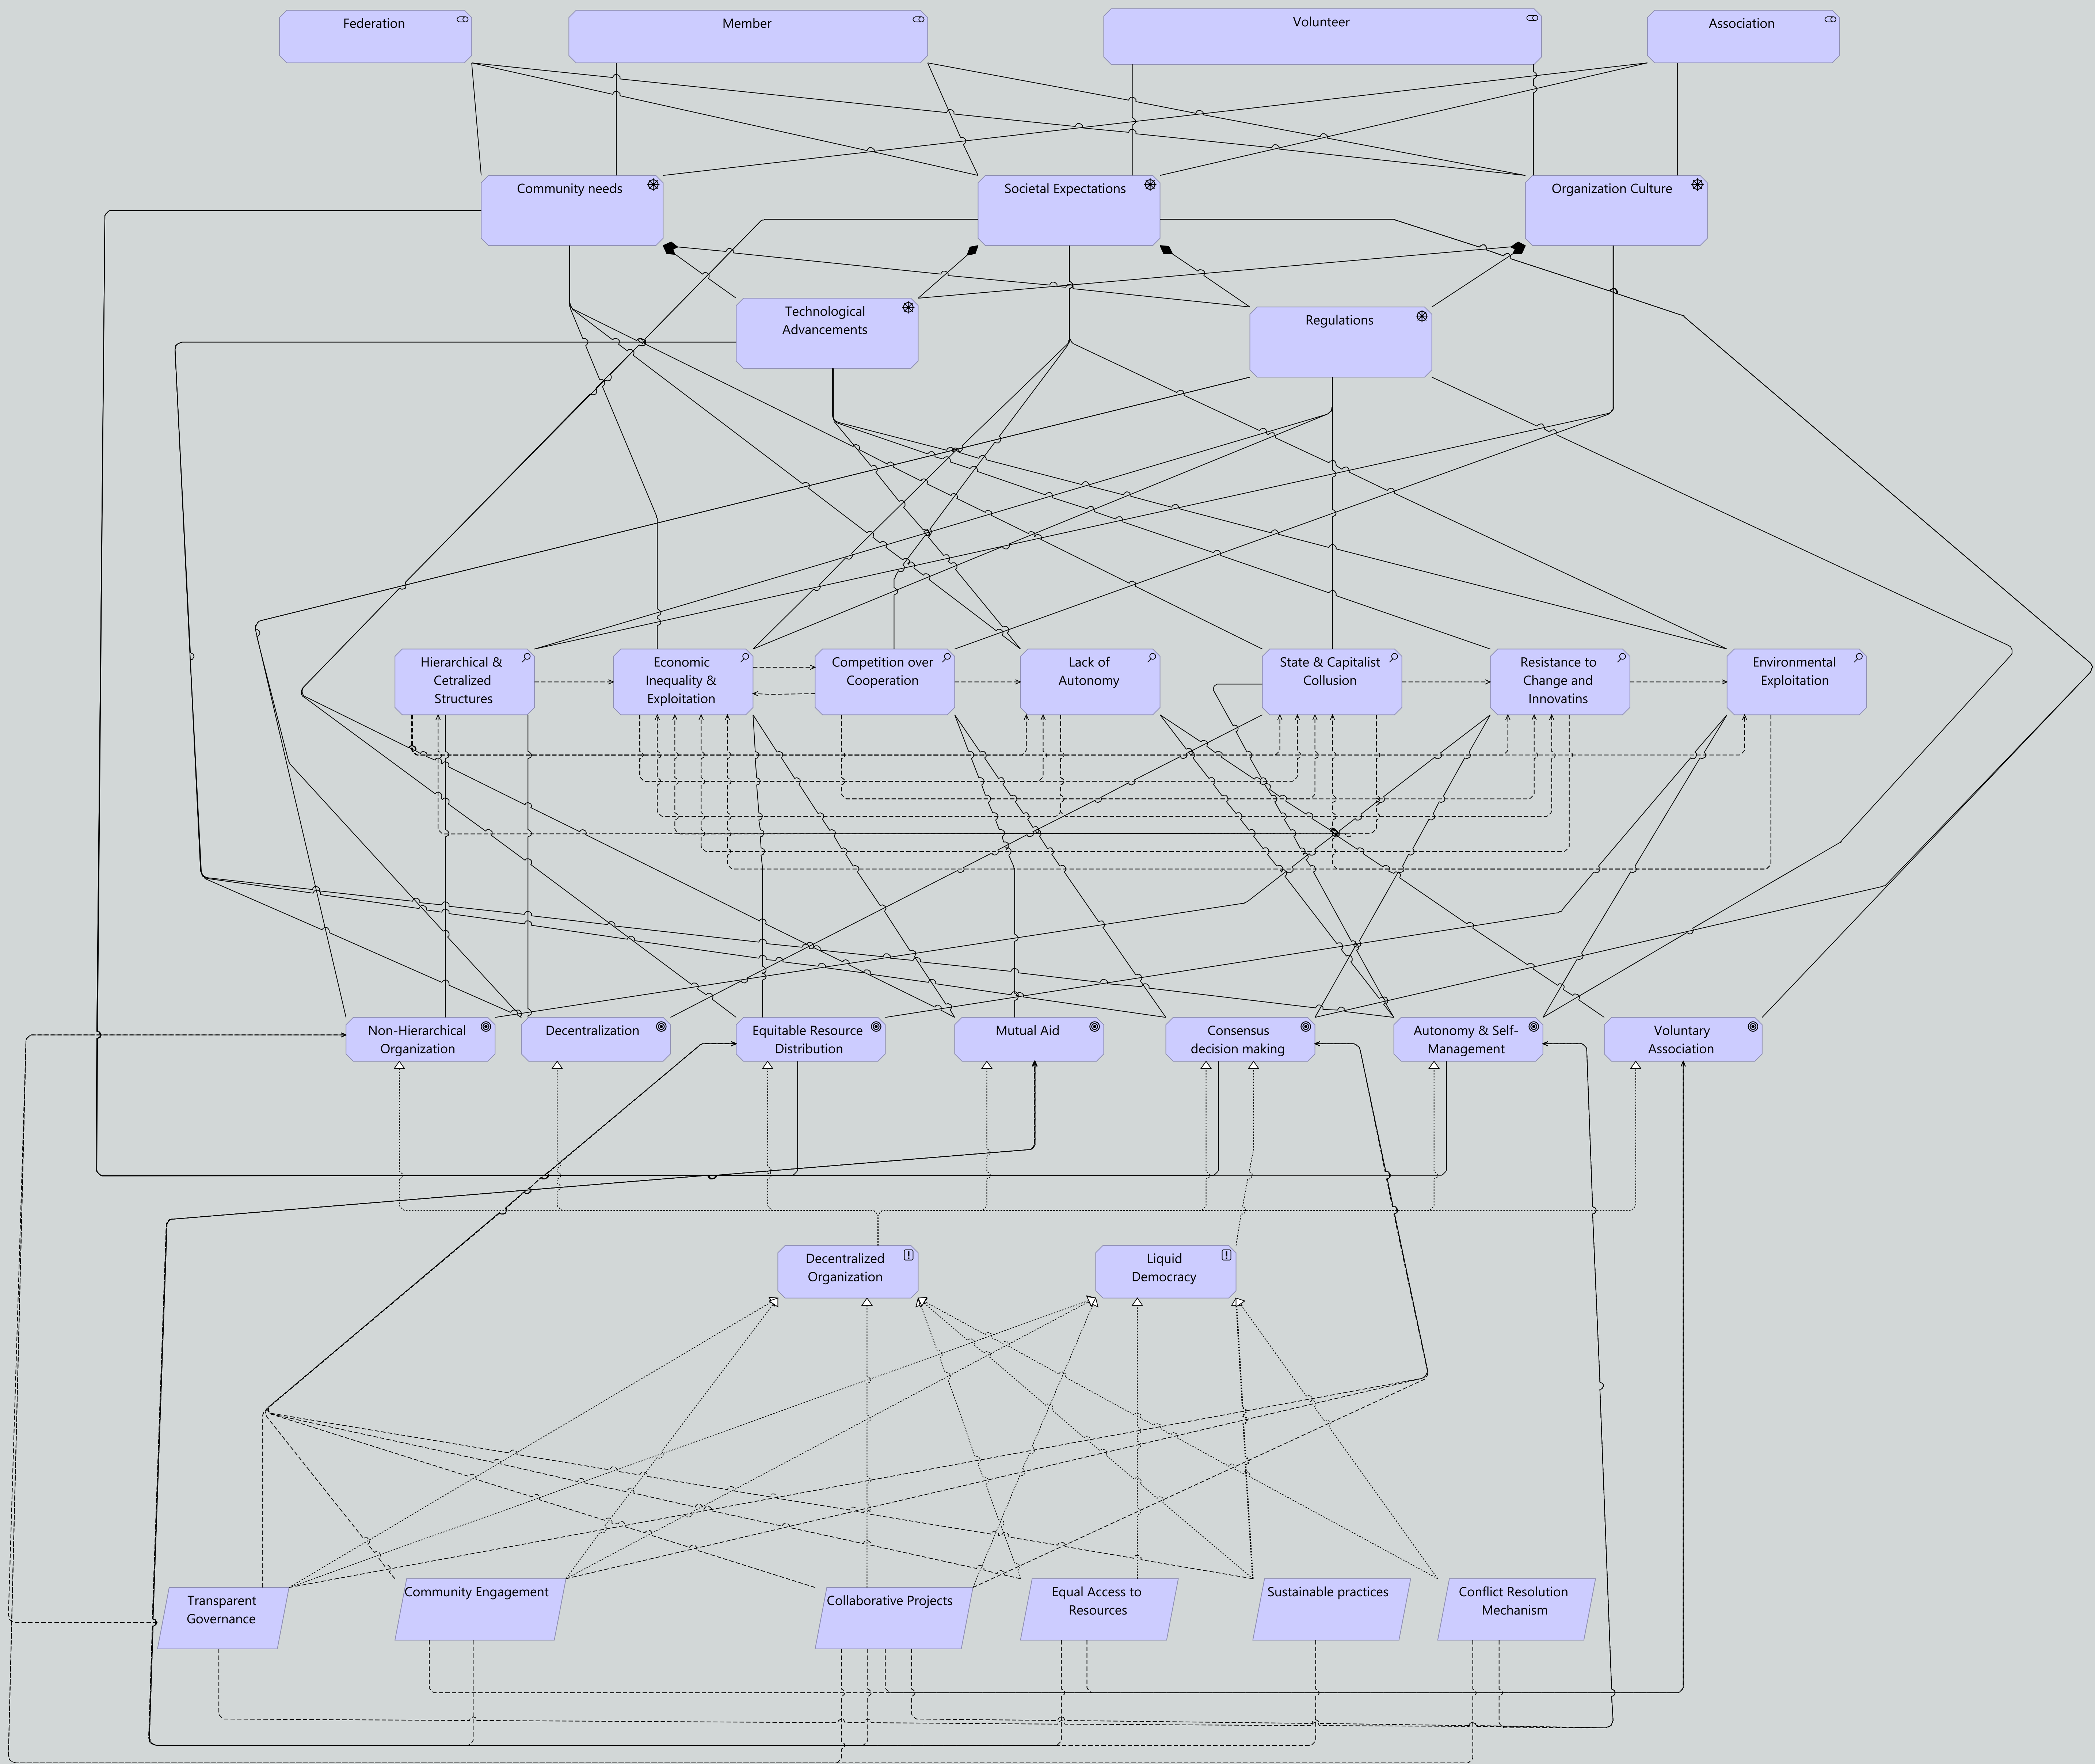 Federation
Member
Volunteer
Association
Community needs
Societal Expectations
Organization Culture
Technological
Advancements
Regulations
Hierarchical &
Cetralized
Structures
Economic
Inequality &
Exploitation
Competition over
Cooperation
Lack of
Autonomy
State & Capitalist
Collusion
Resistance to
Change and
Innovatins
Environmental
Exploitation
Non-Hierarchical
Organization
Decentralization
Equitable Resource
Distribution
Mutual Aid
Consensus
decision making
Autonomy & Self-
Management
Voluntary
Association
Decentralized
Organization
Liquid
Democracy
Transparent
Governance
Community Engagement
Collaborative Projects
Equal Access to
Resources
Sustainable practices
Conflict Resolution
Mechanism